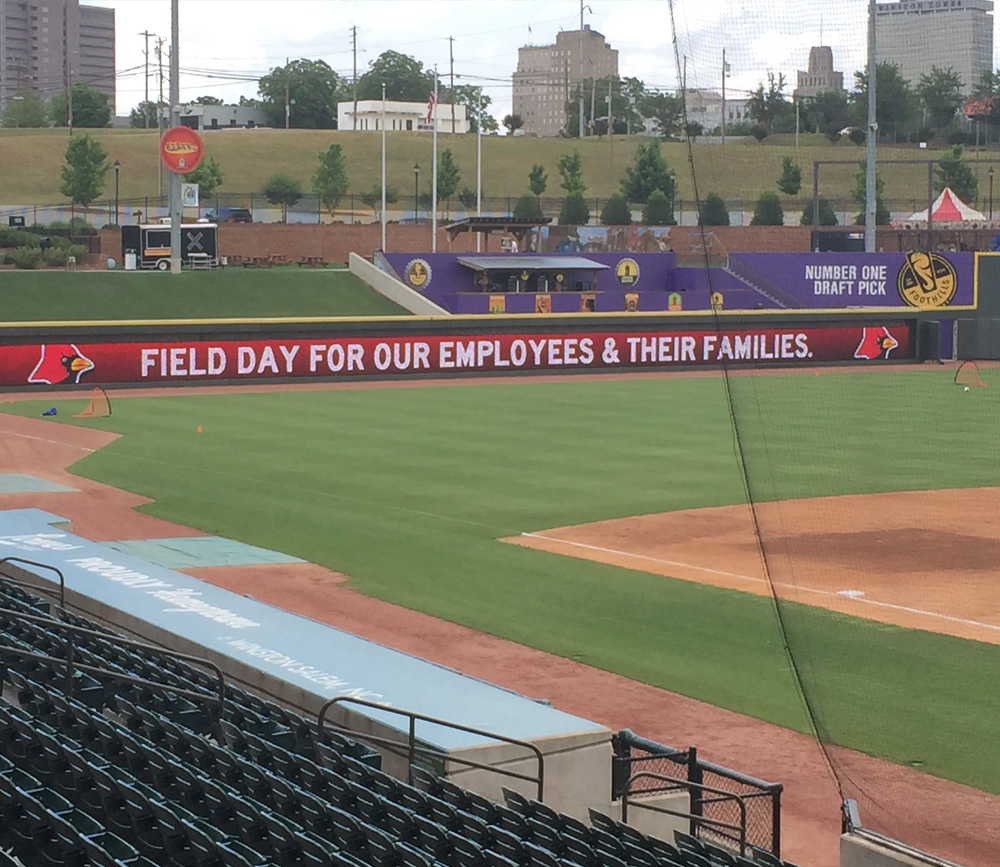 NUMBER ONE
DRAFT PICK
FOOTHILLS
FIELD DAY FOR OUR EMPLOYEES & THEIR FAMILIES.
PROUDLY
WINSTON-SALEM, NC